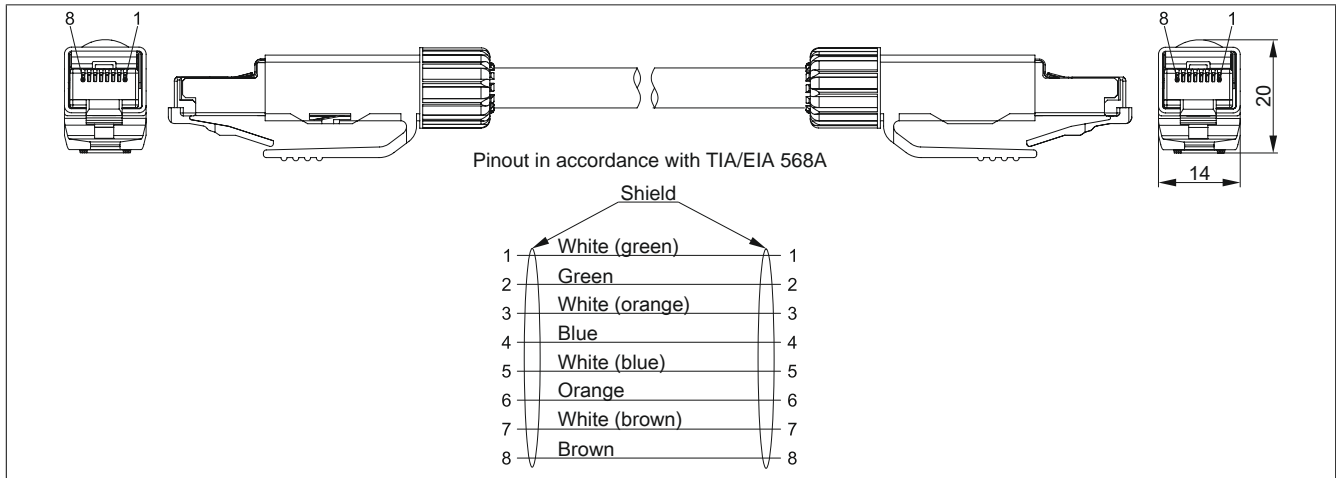 8 1 8 1
20
14
Pinout in accordance with TIA/EIA 568A
Shield
1 White (green) 1
2 Green 2
3 White (orange) 3
4 Blue 4
5 White (blue) 5
6 Orange 6
7 White (brown) 7
8 Brown 8